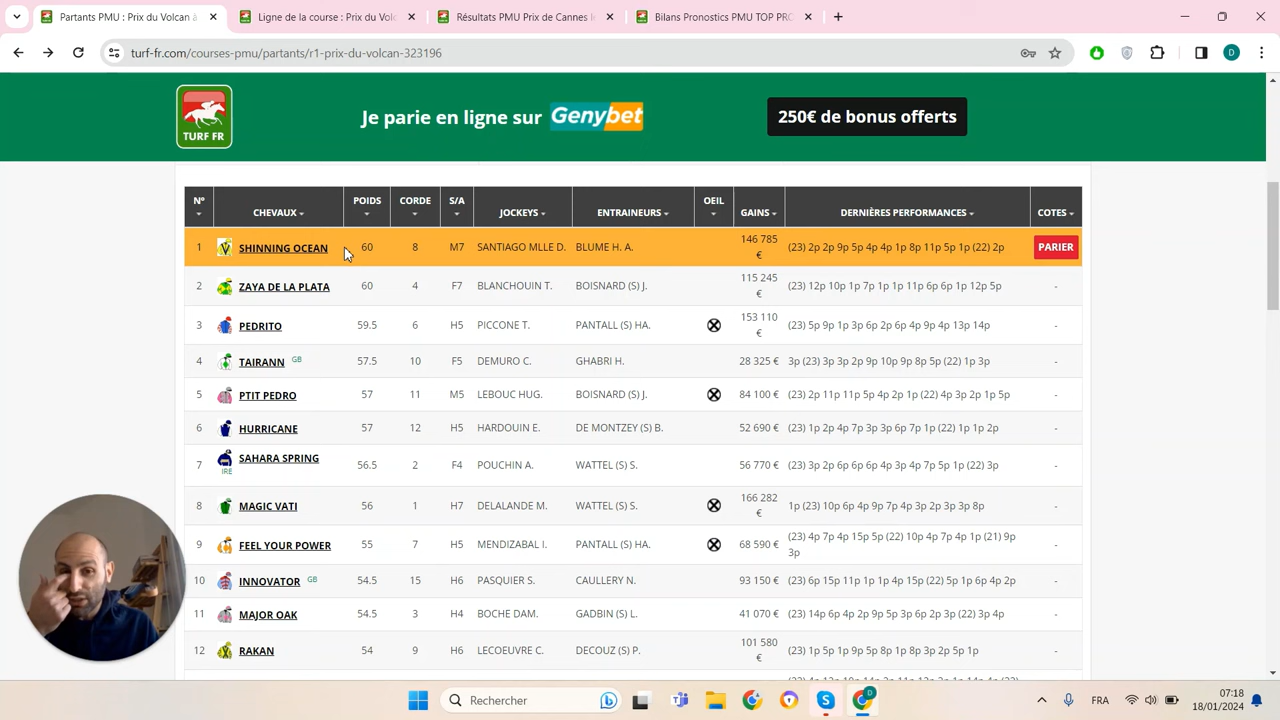 Partants PMU : Prix du Volcan à
Ligne de la course : Prix du Vol
Résultats PMU Prix de Cannes
Bilans Pronostics PMU TOP PRO
turf-fr.com/courses-pmu/partants/r1-prix-du-volcan-323196
D
TURF FR
Je parie en ligne sur Genybet
250€ de bonus offerts
N° CHEVAUX POIDS CORDE S/A JOCKEYS ENTRAINEURS OEIL GAINS DERNIÈRES PERFORMANCES COTES
1 SHINNING OCEAN 60 8 M7 SANTIAGO MLLE D. BLUME H. A. 146 785 € (23) 2p 2p 9p 5p 4p 4p 1p 8p 11p 5p 1p (22) 2p PARIER
2 ZAYA DE LA PLATA 60 4 F7 BLANCHOUIN T. BOISNARD (S) J. 115 245 € (23) 12p 10p 1p 7p 1p 1p 11p 6p 6p 1p 12p 5p -
3 PEDRITO 59.5 6 H5 PICCONE T. PANTALL (S) HA. 153 110 € (23) 5p 9p 1p 3p 6p 2p 6p 4p 9p 4p 13p 14p -
4 TAIRANN GB 57.5 10 F5 DEMURO C. GHABRI H. 28 325 € 3p (23) 3p 3p 2p 9p 10p 9p 8p 5p (22) 1p 3p -
5 PTIT PEDRO 57 11 M5 LEBOUC HUG. BOISNARD (S) J. 84 100 € (23) 2p 11p 11p 5p 4p 2p 1p (22) 4p 3p 2p 1p 5p -
6 HURRICANE 57 12 H5 HARDOUIN E. DE MONTZEY (S) B. 52 690 € (23) 1p 2p 4p 7p 3p 3p 6p 7p 1p (22) 1p 1p 2p -
7 SAHARA SPRING IRE 56.5 2 F4 POUCHIN A. WATTEL (S) S. 56 770 € (23) 3p 2p 6p 6p 6p 4p 3p 4p 1p 5p 1p (22) 3p -
8 MAGIC VATI 56 1 H7 DELALANDE M. WATTEL (S) S. 166 282 € 1p (23) 10p 6p 4p 9p 7p 4p 3p 2p 3p 3p 8p -
9 FEEL YOUR POWER 55 7 H5 MENDIZABAL I. PANTALL (S) HA. 68 590 € (23) 4p 7p 4p 15p 5p (22) 10p 4p 7p 4p 1p (21) 9p 3p -
10 INNOVATOR GB 54.5 15 H6 PASQUIER S. CAULLERY N. 93 150 € (23) 6p 15p 11p 1p 1p 4p 15p (22) 5p 1p 6p 4p 2p -
11 MAJOR OAK 54.5 3 H4 BOCHE DAM. GADBIN (S) L. 41 070 € (23) 14p 6p 4p 2p 9p 5p 3p 6p 2p 3p (22) 3p 4p -
12 RAKAN 54 9 H6 LECOEUVRE C. DECOUZ (S) P. 101 580 € (23) 1p 5p 1p 9p 5p 8p 1p 8p 3p 2p 5p 1p -
Rechercher
FRA
07:18
18/01/2024